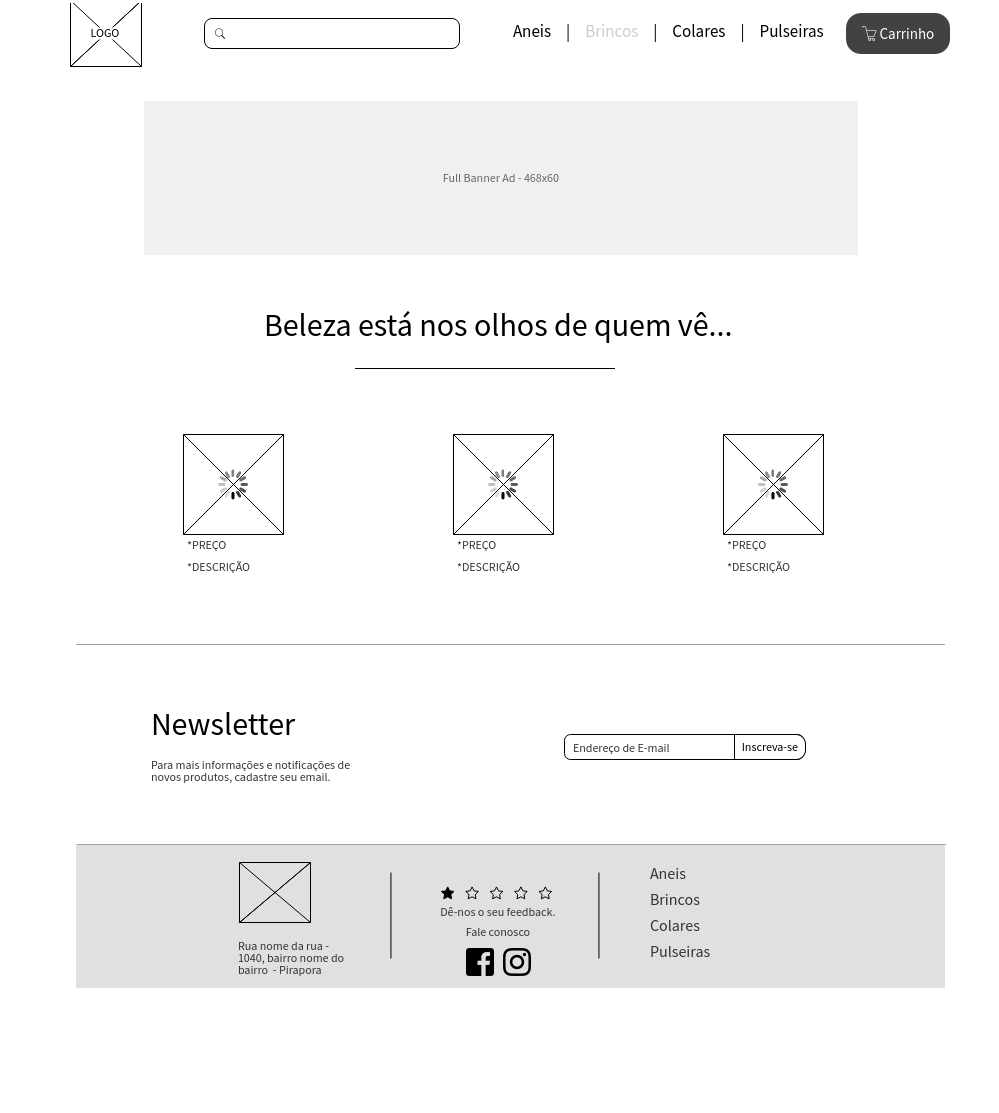 LOGO
Aneis | Brincos | Colares | Pulseiras
Carrinho
Full Banner Ad - 468x60
Beleza está nos olhos de quem vê...
*PREÇO
*DESCRIÇÃO
*PREÇO
*DESCRIÇÃO
*PREÇO
*DESCRIÇÃO
Newsletter
Para mais informações e notificações de
novos produtos, cadastre seu email.
Endereço de E-mail
Inscreva-se
Rua nome da rua -
1040, bairro nome do
bairro - Pirapora
Dê-nos o seu feedback.
Fale conosco
Aneis
Brincos
Colares
Pulseiras